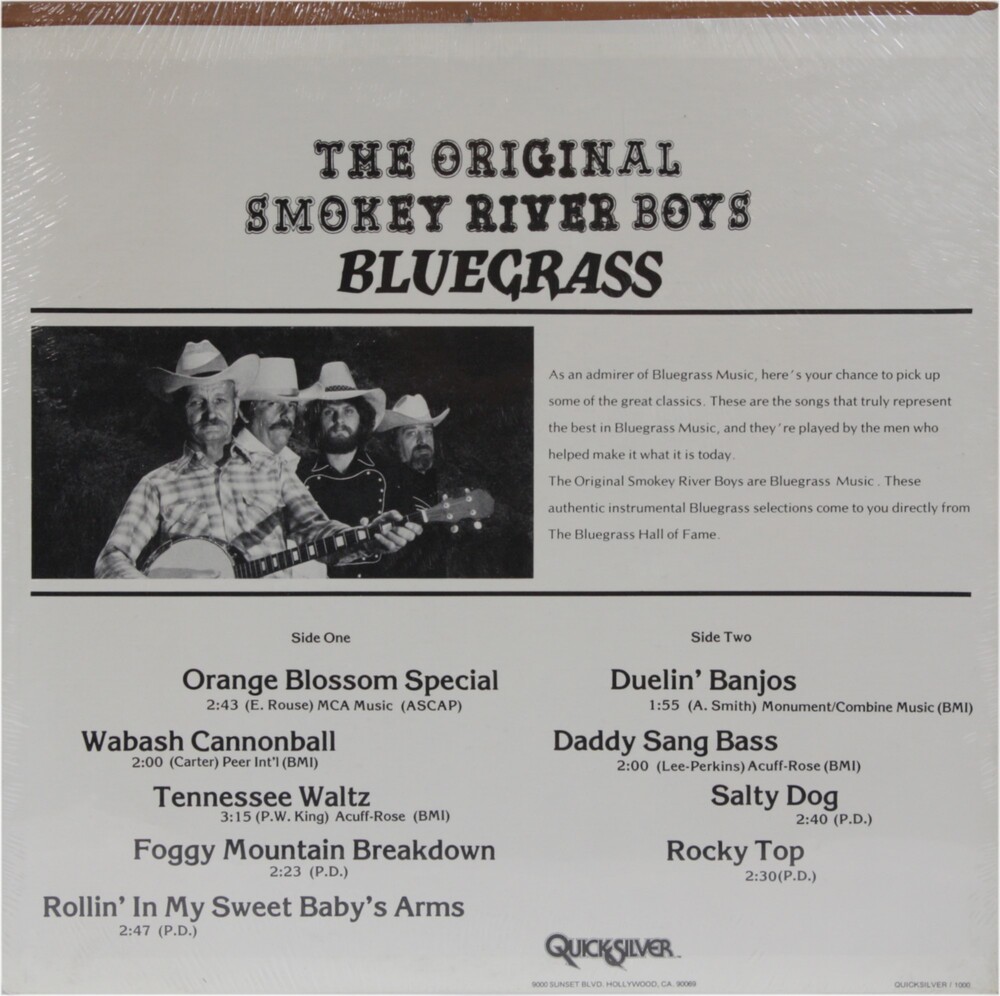 THE ORIGINAL
SMOKEY RIVER BOYS
BLUEGRASS
As an admirer of Bluegrass Music, here's your chance to pick up
some of the great classics. These are the songs that truly represent
the best in Bluegrass Music, and they're played by the men who
helped make it what it is today.
The Original Smokey River Boys are Bluegrass Music. These
authentic instrumental Bluegrass selections come to you directly from
The Bluegrass Hall of Fame.
Side One
Orange Blossom Special
2:43 (E. Rouse) MCA Music (ASCAP)
Wabash Cannonball
2:00 (Carter) Peer Int'l (BMI)
Tennessee Waltz
3:15 (P.W. King) Acuff-Rose (BMI)
Foggy Mountain Breakdown
2:23 (P.D.)
Rollin' In My Sweet Baby's Arms
2:47 (P.D.)
Side Two
Duelin' Banjos
1:55 (A. Smith) Monument/Combine Music (BMI)
Daddy Sang Bass
2:00 (Lee-Perkins) Acuff-Rose (BMI)
Salty Dog
2:40 (P.D.)
Rocky Top
2:30(P.D.)
QUICKSILVER
9000 SUNSET BLVD. HOLLYWOOD, CA. 90069
QUICKSILVER / 1000